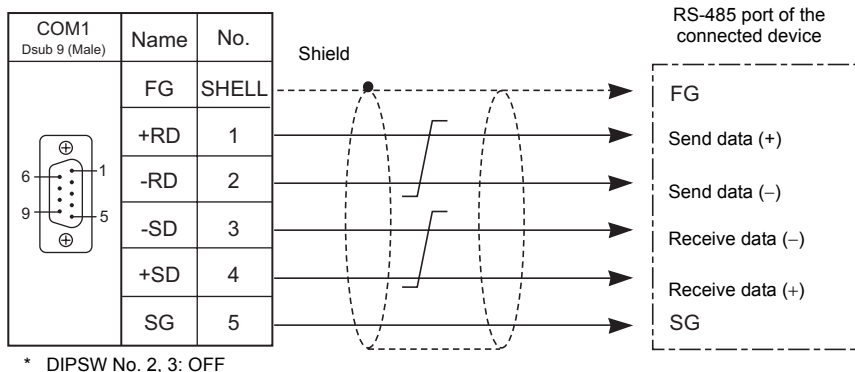 RS-485 port of the
connected device
COM1
Dsub 9 (Male)
Name
No.
Shield
FG
SHELL
FG
+RD
1
Send data (+)
-RD
2
Send data (−)
-SD
3
Receive data (−)
+SD
4
Receive data (+)
SG
5
SG
6
1
9
5
* DIPSW No. 2, 3: OFF